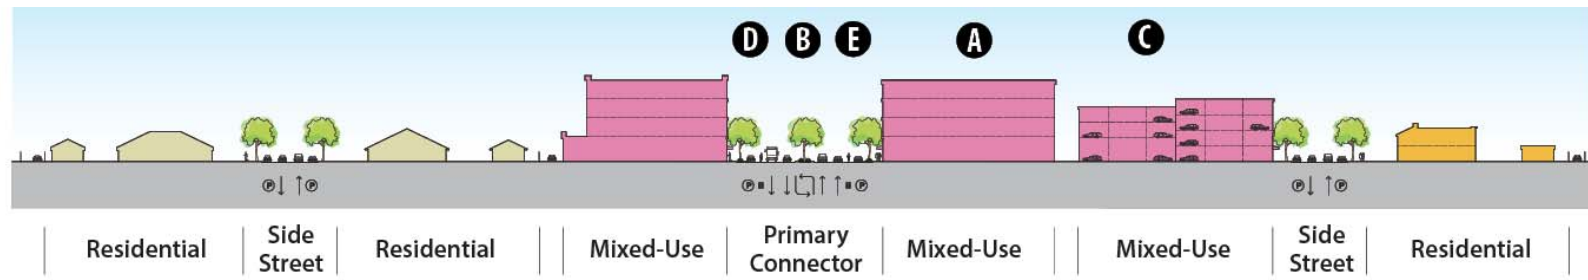 D B E A C
P P P P P P
Residential
Side
Street
Residential
Mixed-Use
Primary
Connector
Mixed-Use
Mixed-Use
Side
Street
Residential